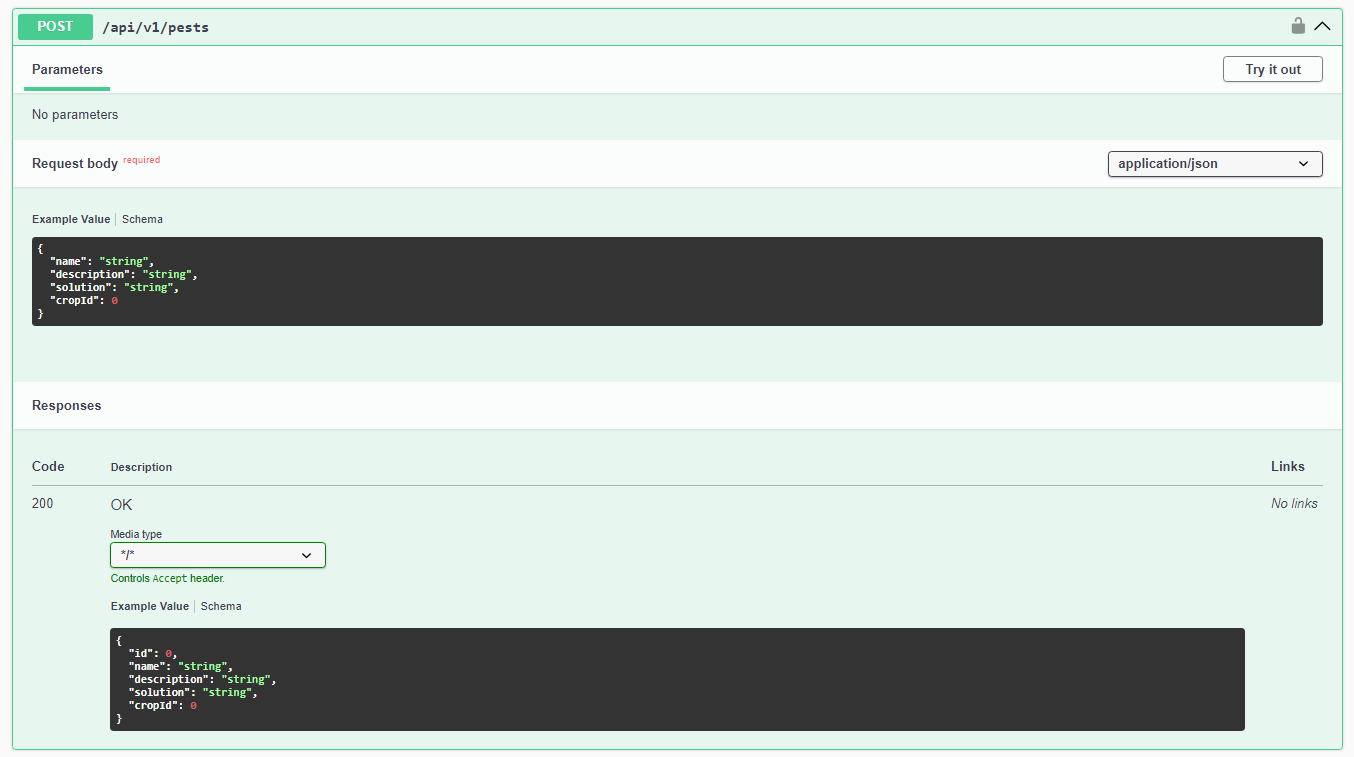 POST /api/v1/pests
Parameters
Try it out
No parameters
Request body required
application/json
Example Value | Schema
{
  "name": "string",
  "description": "string",
  "solution": "string",
  "cropId": 0
}
Responses
Code Description Links
200 OK No links
Media type
*/*
Controls Accept header.
Example Value | Schema
{
  "id": 0,
  "name": "string",
  "description": "string",
  "solution": "string",
  "cropId": 0
}